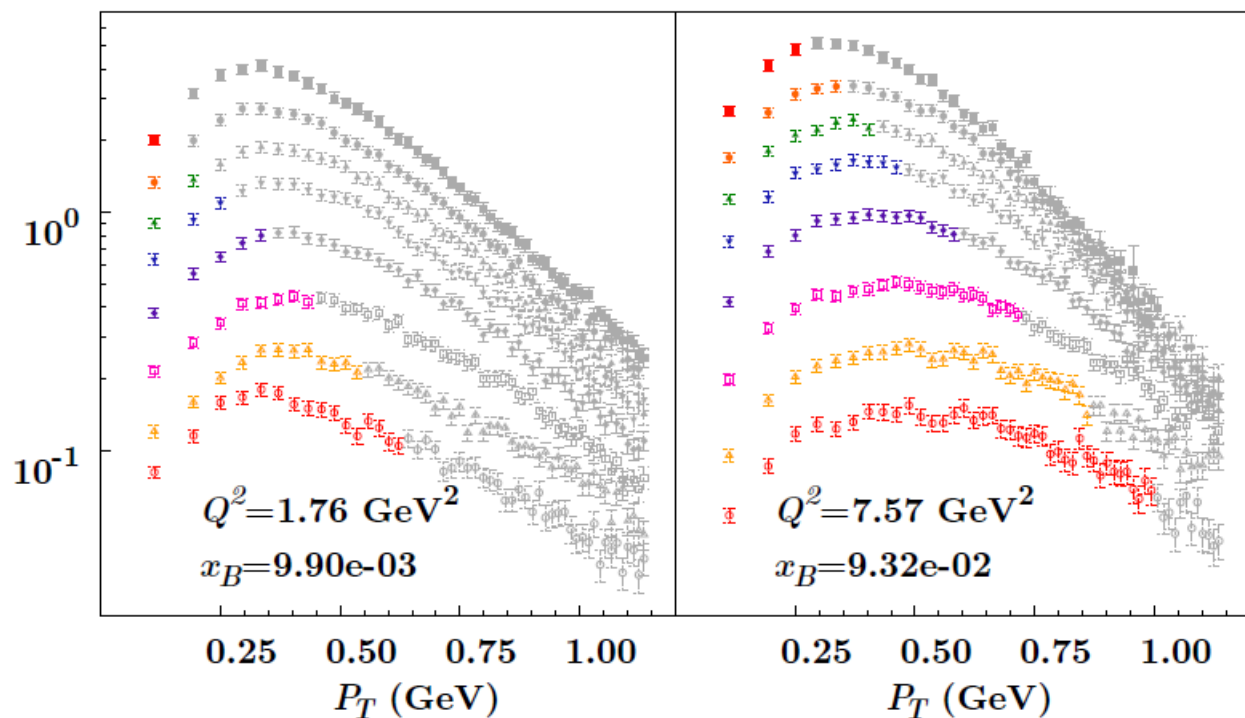 10^0
10^-1
Q^2=1.76 GeV^2
x_B=9.90e-03
Q^2=7.57 GeV^2
x_B=9.32e-02
0.25 0.50 0.75 1.00
0.25 0.50 0.75 1.00
P_T (GeV)
P_T (GeV)